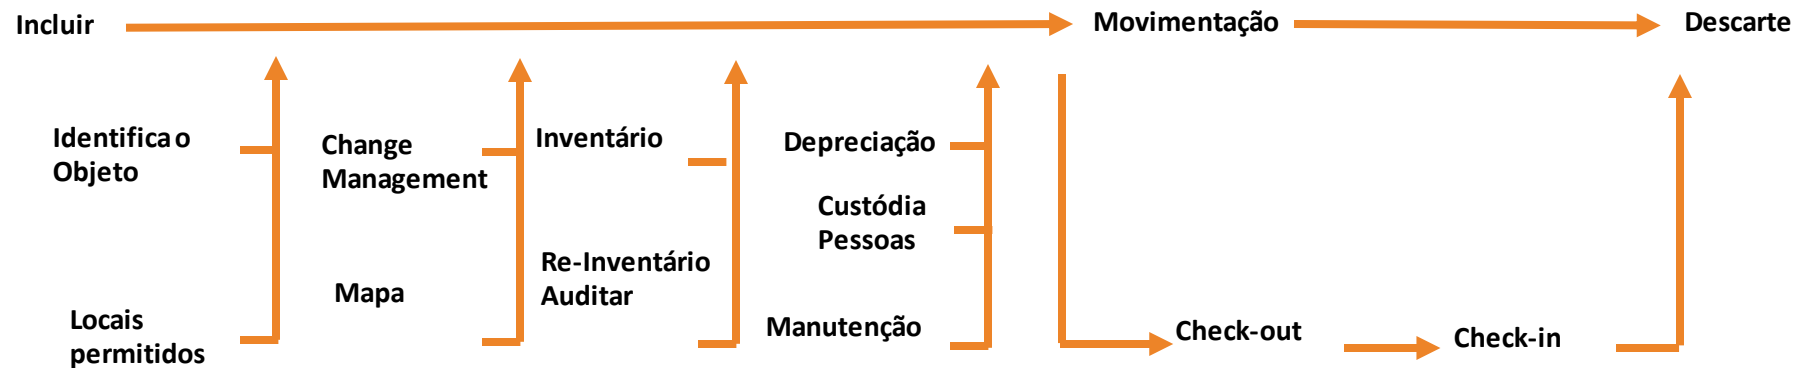 Incluir
Movimentação
Descarte
Identifica o
Objeto
Locais
permitidos
Change
Management
Mapa
Inventário
Re-Inventário
Auditar
Depreciação
Custódia
Pessoas
Manutenção
Check-out
Check-in